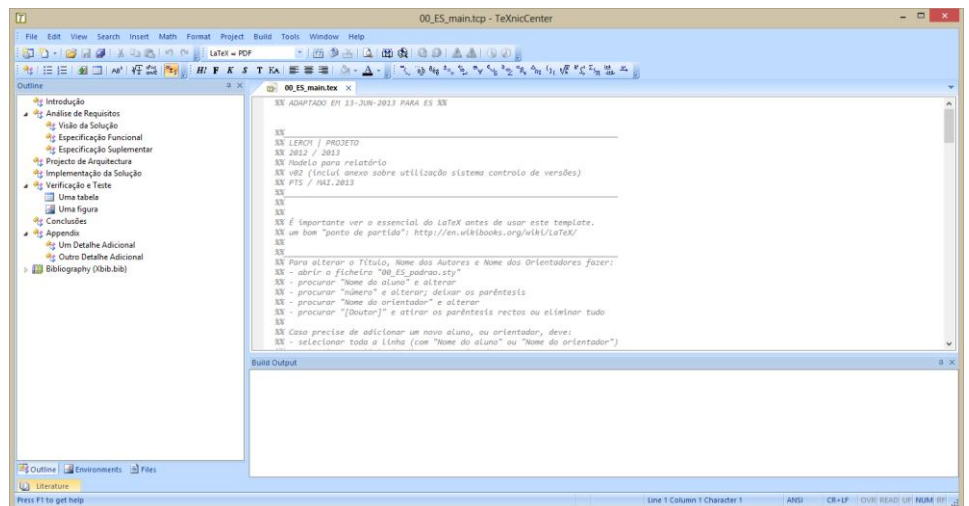 00_ES_main.tcp - TeXnicCenter
File Edit View Search Insert Math Format Project Build Tools Window Help
LaTeX ⇨ PDF
H! F K S T KA
Outline
00_ES_main.tex
Introdução
Análise de Requisitos
Visão da Solução
Especificação Funcional
Especificação Suplementar
Projecto de Arquitectura
Implementação da Solução
Verificação e Teste
Uma tabela
Uma figura
Conclusões
Appendix
Um Detalhe Adicional
Outro Detalhe Adicional
Bibliography (Xbib.bib)
%% ADAPTADO EM 13-JUN-2013 PARA ES %%
%%
%% LERCM | PROJETO
%% 2012 / 2013
%% Modelo para relatório
%% v02 (inclui anexo sobre utilização sistema controlo de versões)
%% PTS / MAI.2013
%%
%%
%%
%% É importante ver o essencial do LaTeX antes de usar este template.
%% um bom "ponto de partida": http://en.wikibooks.org/wiki/LaTeX/
%%
%%
%% Para alterar o Título, Nome dos Autores e Nome dos Orientadores fazer:
%% - abrir o ficheiro "00_ES_padrao.sty"
%% - procurar "Nome do aluno" e alterar
%% - procurar "número" e alterar; deixar os parêntesis
%% - procurar "Nome do orientador" e alterar
%% - procurar "[Doutor]" e atirar os parêntesis rectos ou eliminar tudo
%%
%% Caso precise de adicionar um novo aluno, ou orientador, deve:
%% - selecionar toda a linha (com "Nome do aluno" ou "Nome do orientador")
Build Output
Outline Environments Files
Literature
Press F1 to get help
Line 1 Column 1 Character 1 ANSI CR+LF OVR READ UF NUM RF